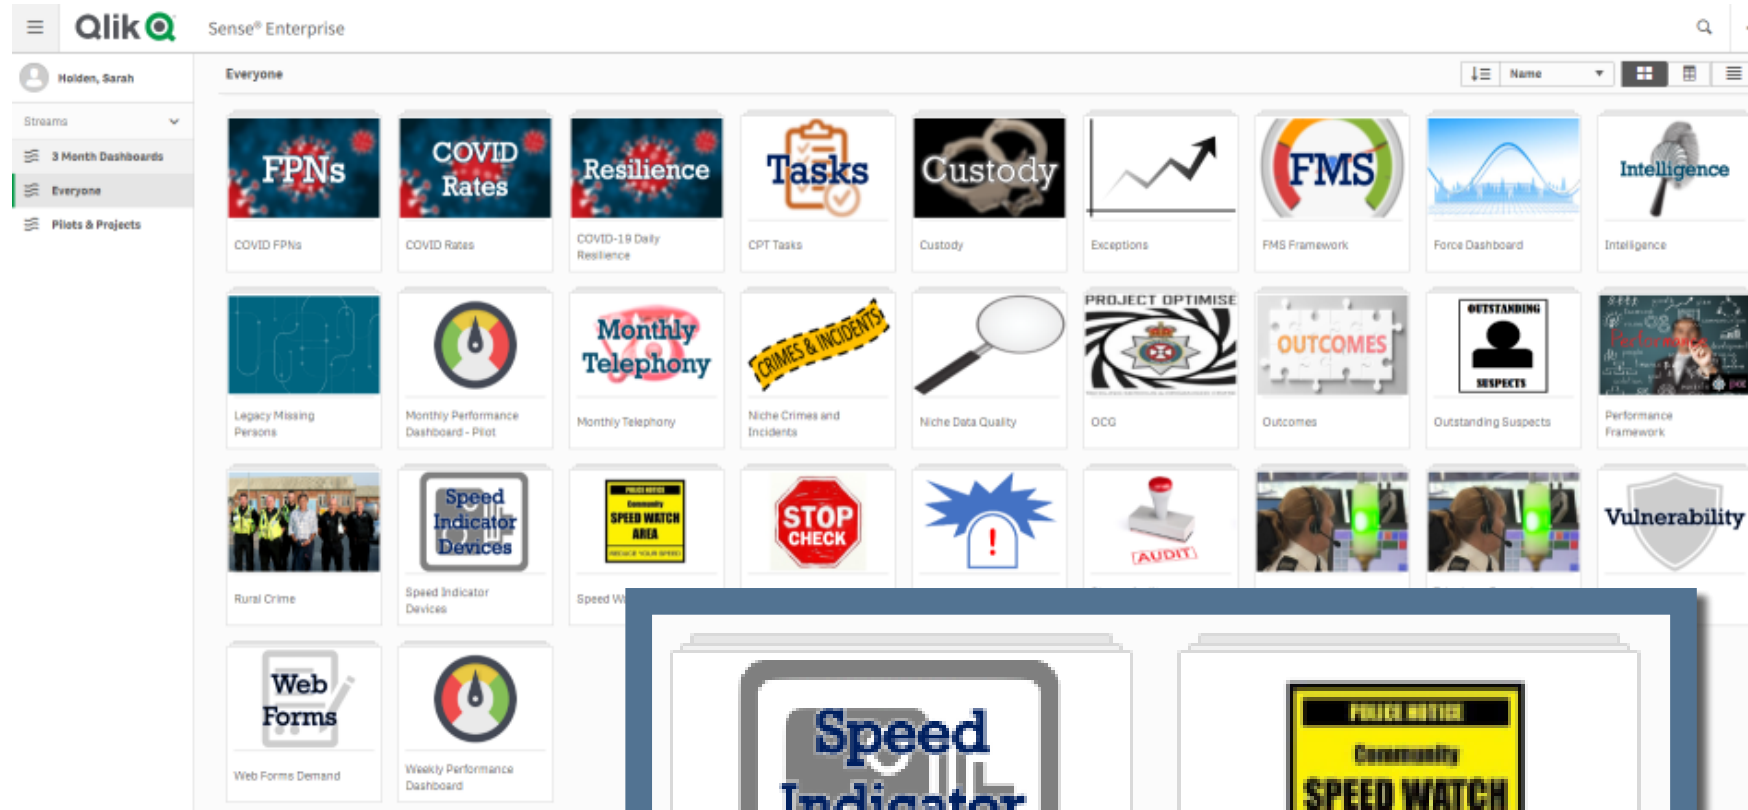 Qlik Sense® Enterprise
Holden, Sarah
Everyone
Name
Streams
3 Month Dashboards
Everyone
Pilots & Projects
FPNs
COVID FPNs
COVID
Rates
COVID Rates
Resilience
COVID-19 Daily
Resilience
Tasks
CPT Tasks
Custody
Custody
Exceptions
FMS
FMS Framework
Force Dashboard
Intelligence
Intelligence
Legacy Missing
Persons
Monthly Performance
Dashboard - Pilot
Monthly
Telephony
Monthly Telephony
CRIMES & INCIDENTS
Niche Crimes and
Incidents
Niche Data Quality
PROJECT OPTIMISE
OCG
OUTCOMES
Outcomes
OUTSTANDING
SUSPECTS
Outstanding Suspects
Performance
Performance
Framework
Rural Crime
Speed
Indicator
Devices
Speed Indicator
Devices
POLICE NOTICE
Community
SPEED WATCH
AREA
REDUCE YOUR SPEED
Speed W
STOP
CHECK
!
AUDIT
Vulnerability
Web
Forms
Web Forms Demand
Weekly Performance
Dashboard
Speed
Indicator
POLICE NOTICE
Community
SPEED WATCH